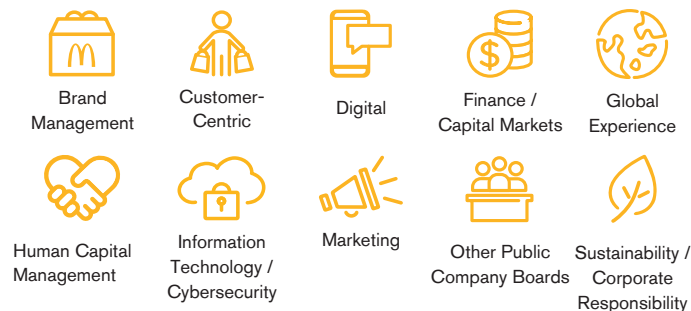 Brand
Management
Customer-
Centric
Digital
Finance /
Capital Markets
Global
Experience
Human Capital
Management
Information
Technology /
Cybersecurity
Marketing
Other Public
Company Boards
Sustainability /
Corporate
Responsibility